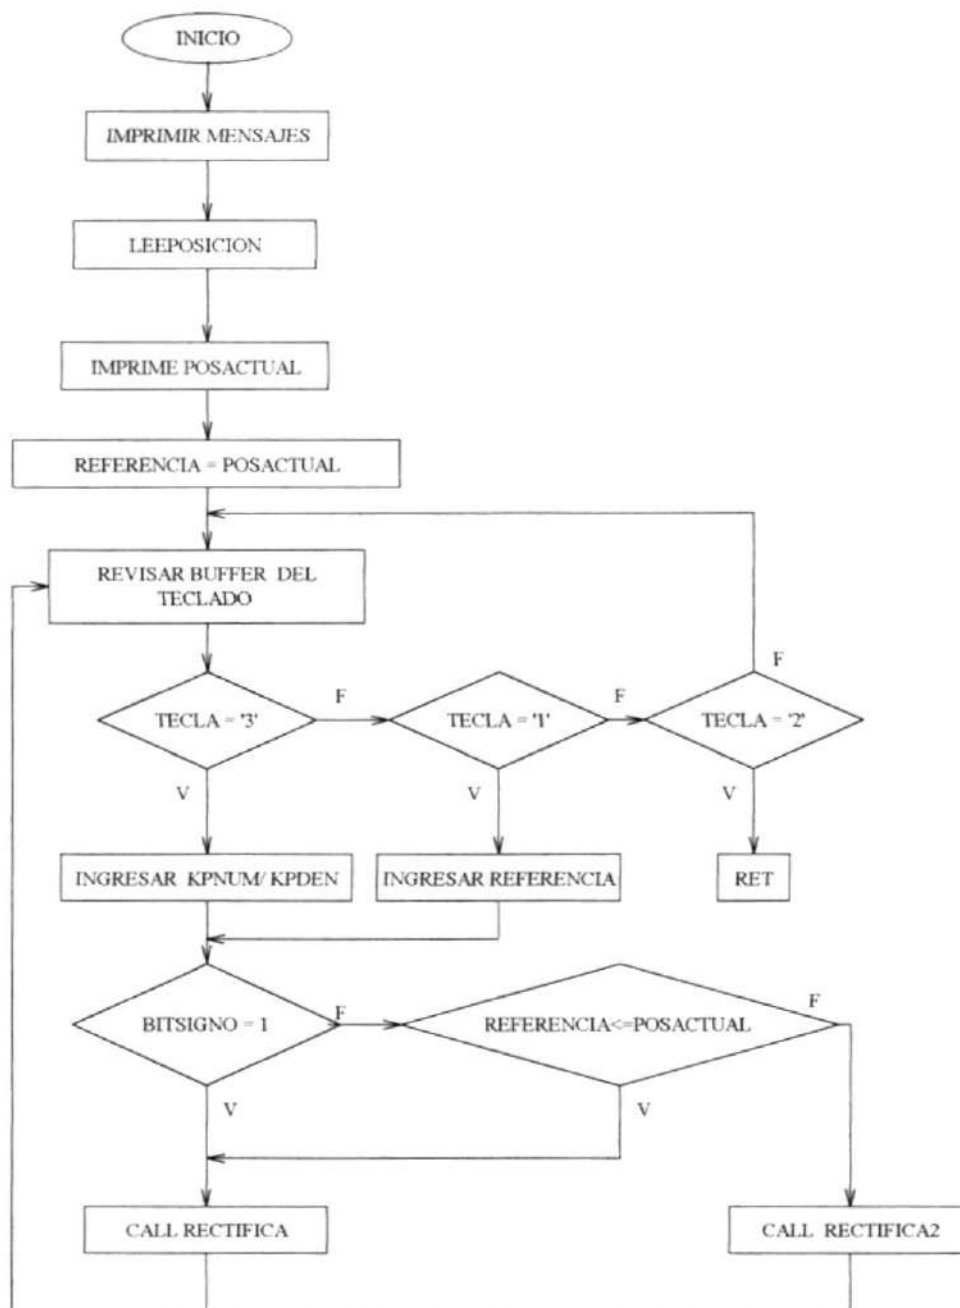 INICIO
IMPRIMIR MENSAJES
LEEPOSICION
IMPRIME POSACTUAL
REFERENCIA = POSACTUAL
REVISAR BUFFER DEL
TECLADO
TECLA = '3'
F
TECLA = '1'
F
TECLA = '2'
F
V
V
V
INGRESAR KPNUM/ KPDEN
INGRESAR REFERENCIA
RET
BITSIGNO = 1
F
REFERENCIA<=POSACTUAL
F
V
V
CALL RECTIFICA
CALL RECTIFICA2